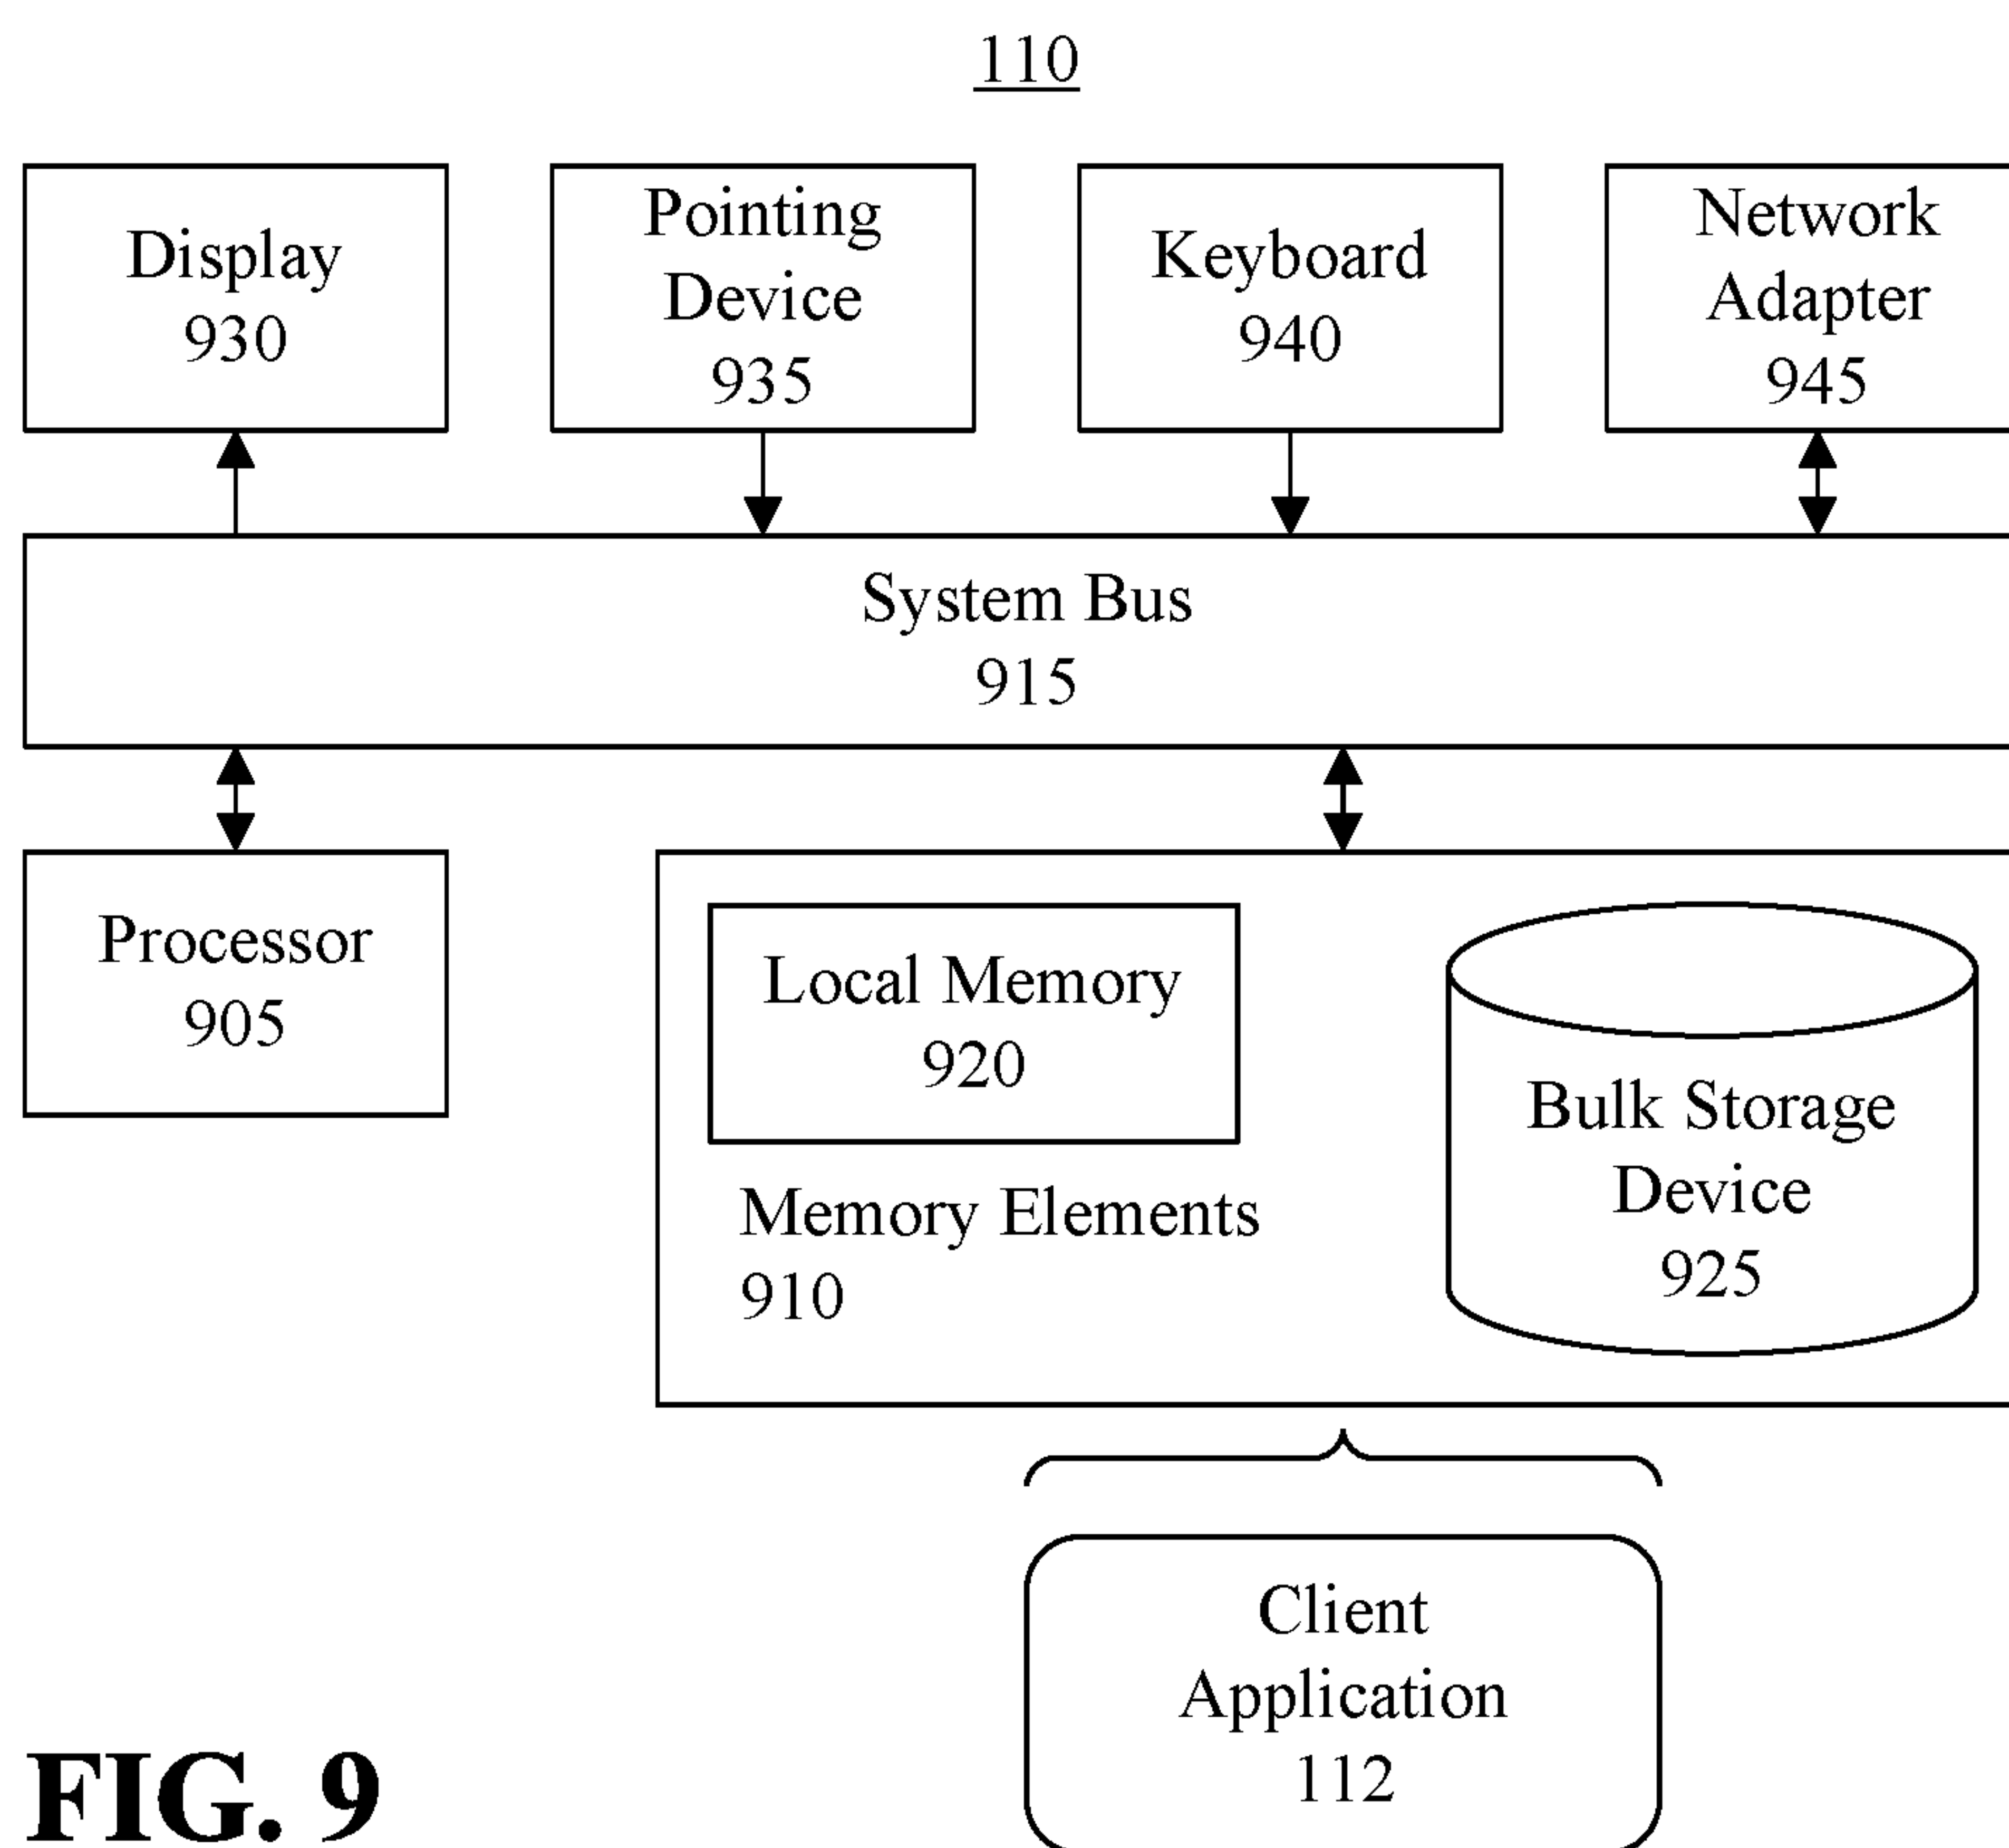 110
Display
930
Pointing
Device
935
Keyboard
940
Network
Adapter
945
System Bus
915
Processor
905
Local Memory
920
Memory Elements
910
Bulk Storage
Device
925
Client
Application
112
FIG. 9